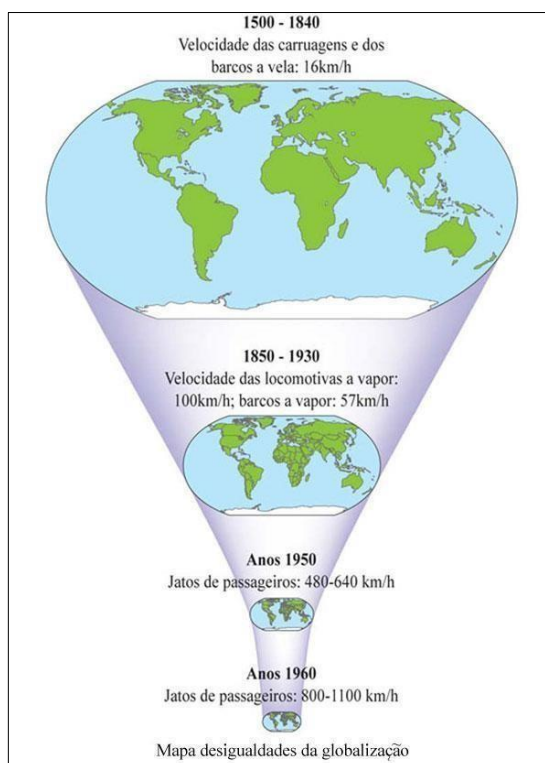 1500 - 1840
Velocidade das carruagens e dos
barcos a vela: 16km/h
1850 - 1930
Velocidade das locomotivas a vapor:
100km/h; barcos a vapor: 57km/h
Anos 1950
Jatos de passageiros: 480-640 km/h
Anos 1960
Jatos de passageiros: 800-1100 km/h
Mapa desigualdades da globalização